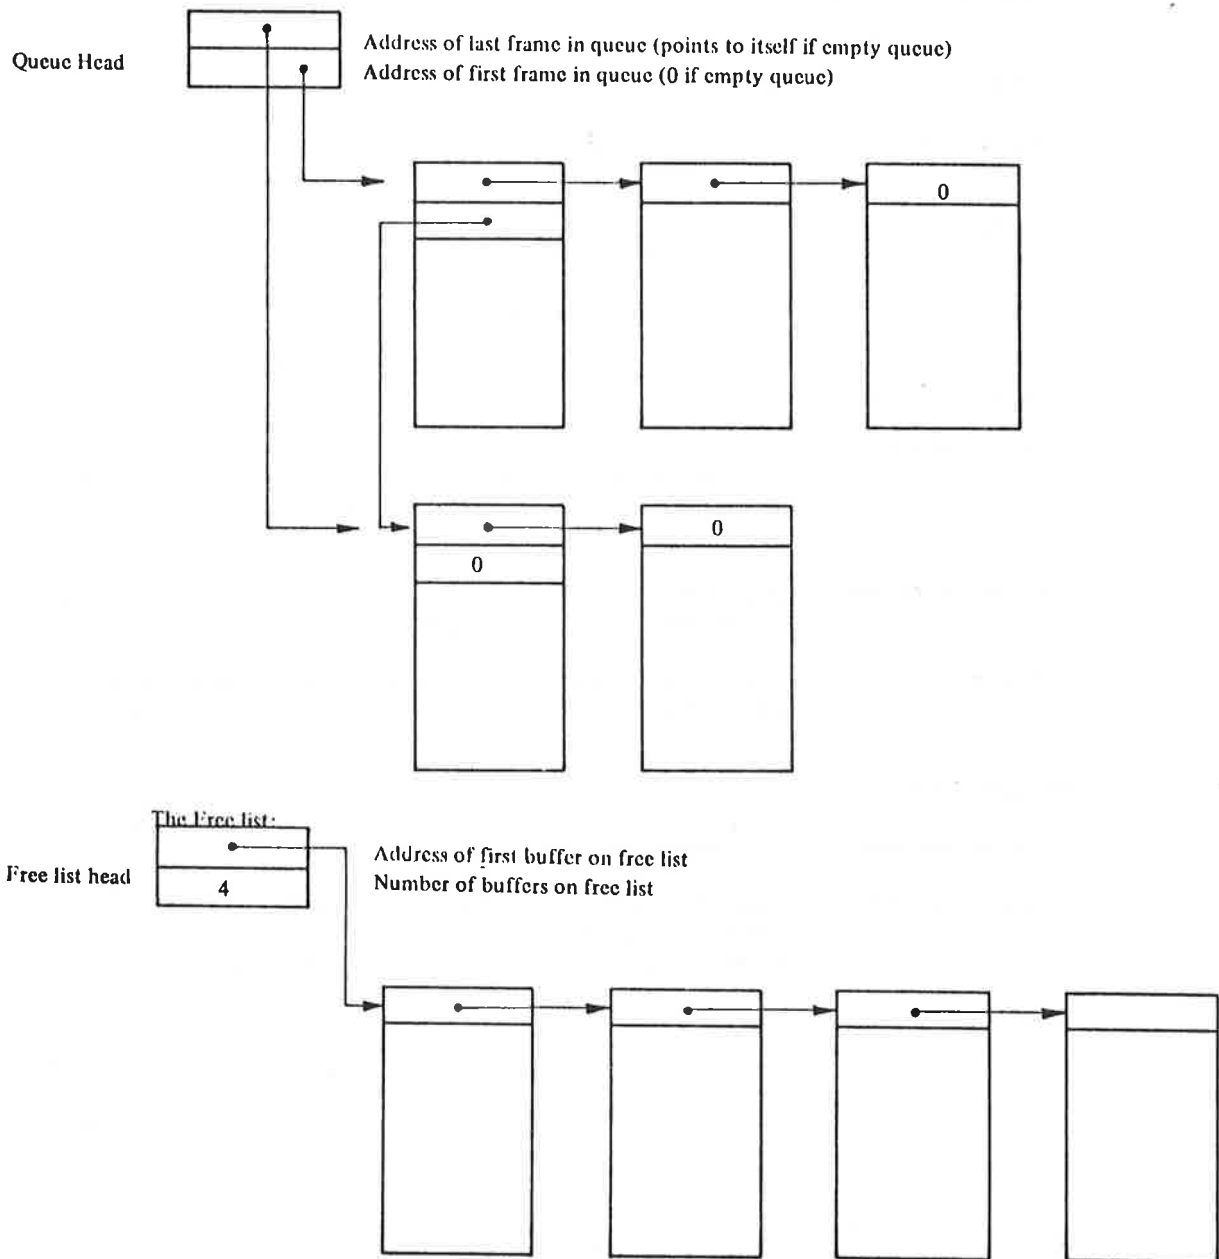 Queue Head
Address of last frame in queue (points to itself if empty queue)
Address of first frame in queue (0 if empty queue)
0
0
0
The Free list:
Free list head
4
Address of first buffer on free list
Number of buffers on free list